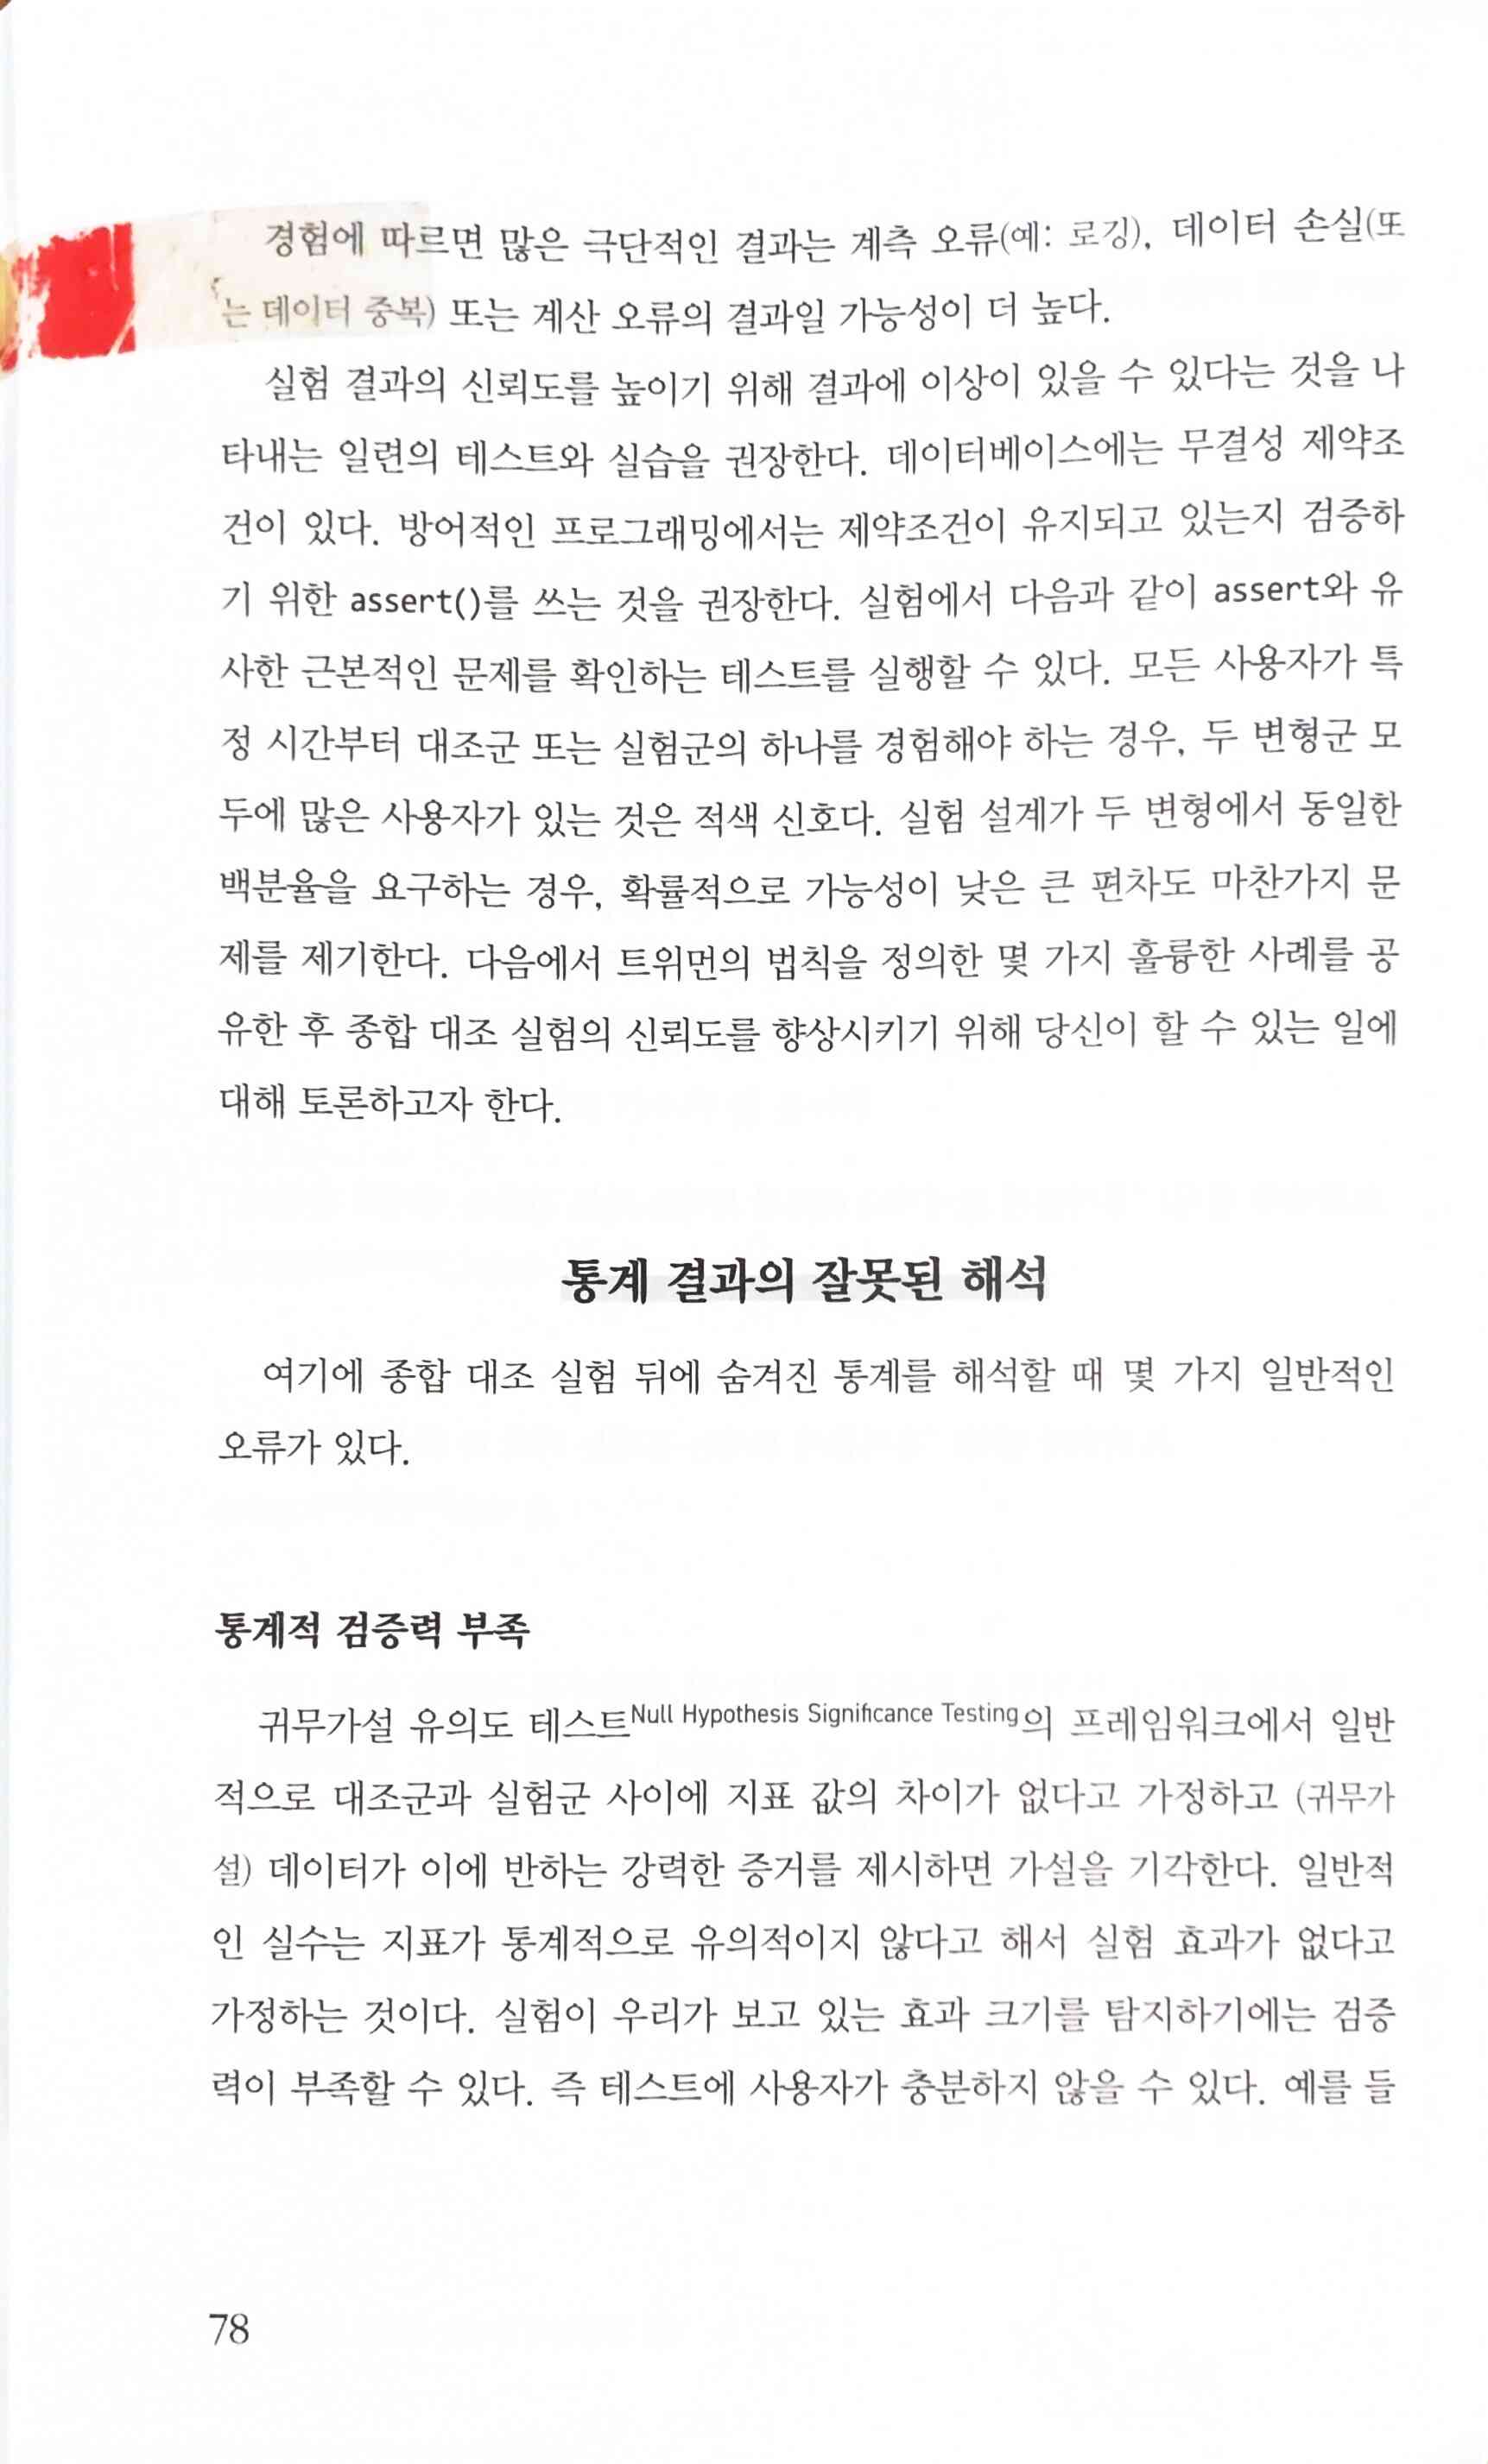 경험에 따르면 많은 극단적인 결과는 계측 오류(예: 로깅), 데이터 손실(또
는 데이터 중복) 또는 계산 오류의 결과일 가능성이 더 높다.
실험 결과의 신뢰도를 높이기 위해 결과에 이상이 있을 수 있다는 것을 나
타내는 일련의 테스트와 실습을 권장한다. 데이터베이스에는 무결성 제약조
건이 있다. 방어적인 프로그래밍에서는 제약조건이 유지되고 있는지 검증하
기 위한 assert()를 쓰는 것을 권장한다. 실험에서 다음과 같이 assert와 유
사한 근본적인 문제를 확인하는 테스트를 실행할 수 있다. 모든 사용자가 특
정 시간부터 대조군 또는 실험군의 하나를 경험해야 하는 경우, 두 변형군 모
두에 많은 사용자가 있는 것은 적색 신호다. 실험 설계가 두 변형에서 동일한
백분율을 요구하는 경우, 확률적으로 가능성이 낮은 큰 편차도 마찬가지 문
제를 제기한다. 다음에서 트위먼의 법칙을 정의한 몇 가지 훌륭한 사례를 공
유한 후 종합 대조 실험의 신뢰도를 향상시키기 위해 당신이 할 수 있는 일에
대해 토론하고자 한다.
통계 결과의 잘못된 해석
여기에 종합 대조 실험 뒤에 숨겨진 통계를 해석할 때 몇 가지 일반적인
오류가 있다.
통계적 검증력 부족
귀무가설 유의도 테스트Null Hypothesis Significance Testing의 프레임워크에서 일반
적으로 대조군과 실험군 사이에 지표 값의 차이가 없다고 가정하고 (귀무가
설) 데이터가 이에 반하는 강력한 증거를 제시하면 가설을 기각한다. 일반적
인 실수는 지표가 통계적으로 유의적이지 않다고 해서 실험 효과가 없다고
가정하는 것이다. 실험이 우리가 보고 있는 효과 크기를 탐지하기에는 검증
력이 부족할 수 있다. 즉 테스트에 사용자가 충분하지 않을 수 있다. 예를 들
78